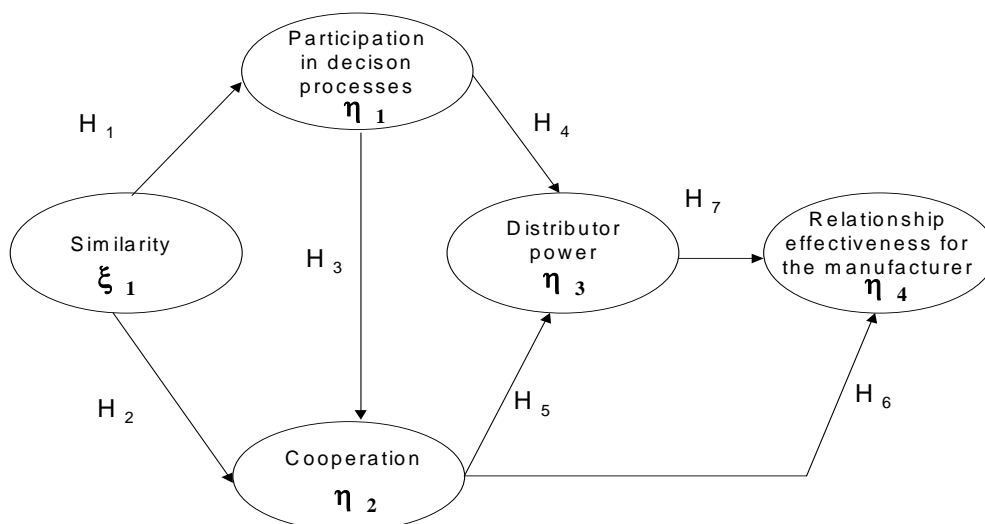 Participation
in decison
processes
η 1
H 1
H 4
Similarity
ξ 1
H 3
Distributor
power
η 3
H 7
Relationship
effectiveness for
the manufacturer
η 4
H 2
H 5
H 6
Cooperation
η 2